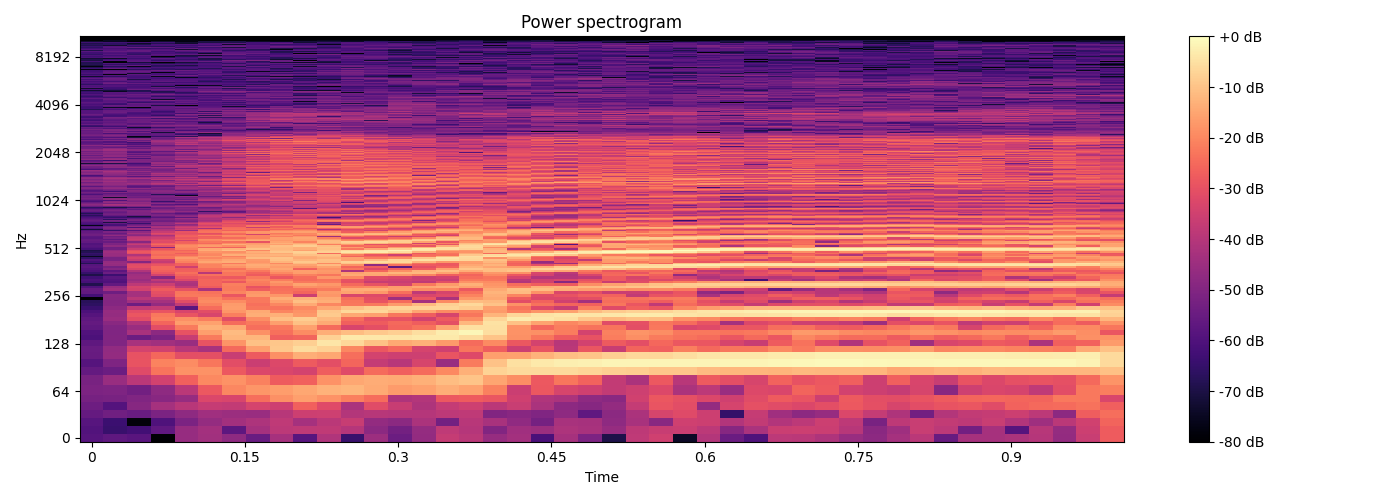 Power spectrogram
Hz
8192
4096
2048
1024
512
256
128
64
0
0 0.15 0.3 0.45 0.6 0.75 0.9
Time
+0 dB
-10 dB
-20 dB
-30 dB
-40 dB
-50 dB
-60 dB
-70 dB
-80 dB